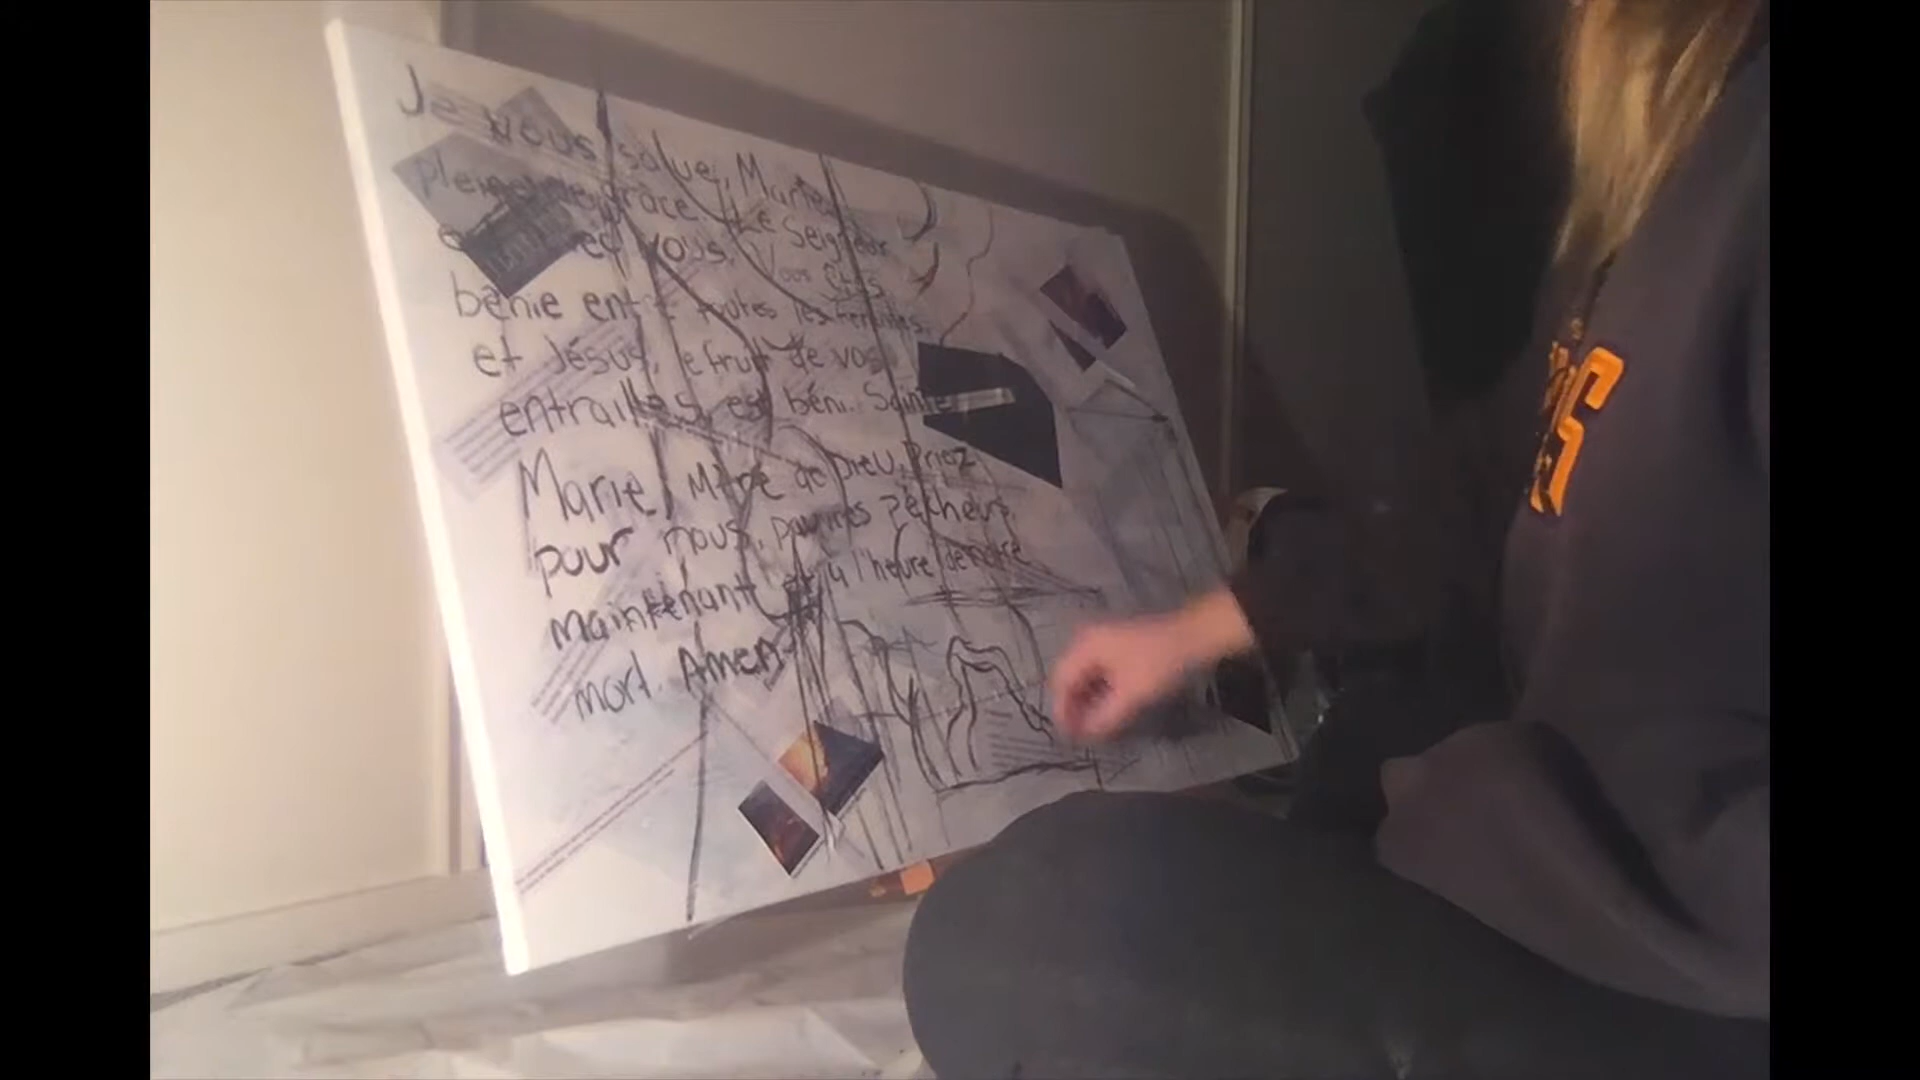 Je vous salue, Marie
pleine de grâce. Le Seigneur
vous. Vous êtes
bénie entre toutes les femmes
et Jésus, le fruit de vos
entrailles, est béni. Sainte
Marie, Mère de Dieu, Priez
pour nous, pauvres pécheurs,
maintenant et à l'heure de notre
mort. Amen